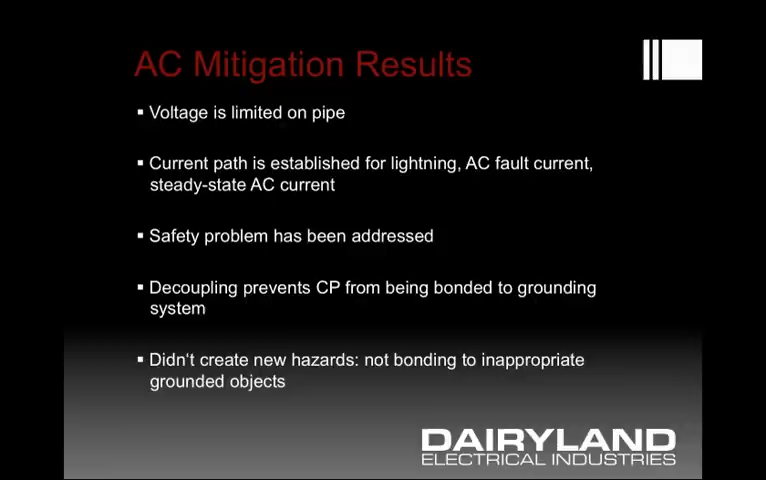 AC Mitigation Results
▪ Voltage is limited on pipe
▪ Current path is established for lightning, AC fault current,
steady-state AC current
▪ Safety problem has been addressed
▪ Decoupling prevents CP from being bonded to grounding
system
▪ Didn't create new hazards: not bonding to inappropriate
grounded objects
DAIRYLAND
ELECTRICAL INDUSTRIES